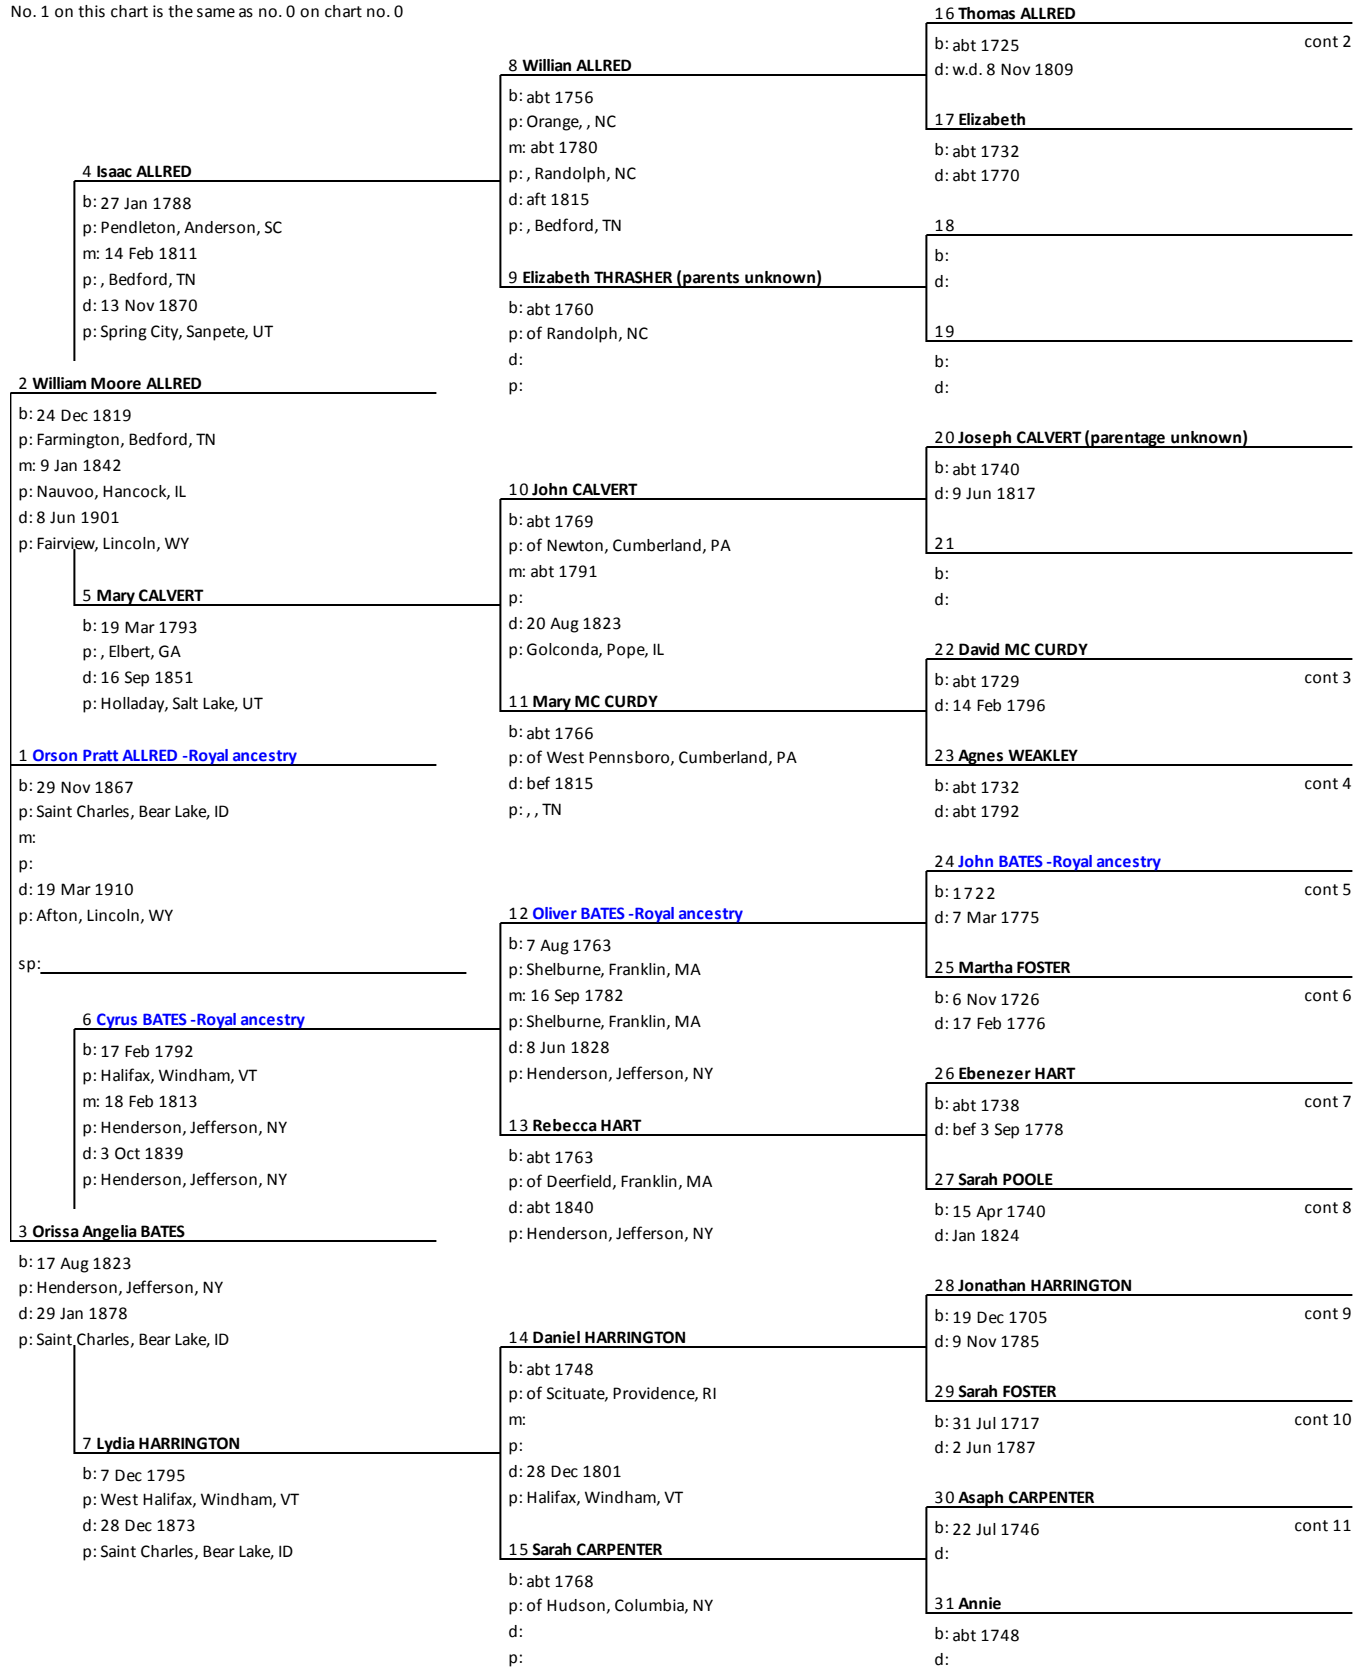 No. 1 on this chart is the same as no. 0 on chart no. 0
16 Thomas ALLRED
b: abt 1725 cont 2
d: w.d. 8 Nov 1809
8 Willian ALLRED
b: abt 1756
p: Orange, , NC
m: abt 1780
p: , Randolph, NC
d: aft 1815
p: , Bedford, TN
17 Elizabeth
b: abt 1732
d: abt 1770
4 Isaac ALLRED
b: 27 Jan 1788
p: Pendleton, Anderson, SC
m: 14 Feb 1811
p: , Bedford, TN
d: 13 Nov 1870
p: Spring City, Sanpete, UT
18
b:
d:
9 Elizabeth THRASHER (parents unknown)
b: abt 1760
p: of Randolph, NC
d:
p:
19
b:
d:
2 William Moore ALLRED
b: 24 Dec 1819
p: Farmington, Bedford, TN
m: 9 Jan 1842
p: Nauvoo, Hancock, IL
d: 8 Jun 1901
p: Fairview, Lincoln, WY
20 Joseph CALVERT (parentage unknown)
b: abt 1740
d: 9 Jun 1817
10 John CALVERT
b: abt 1769
p: of Newton, Cumberland, PA
m: abt 1791
p:
d: 20 Aug 1823
p: Golconda, Pope, IL
21
b:
d:
5 Mary CALVERT
b: 19 Mar 1793
p: , Elbert, GA
d: 16 Sep 1851
p: Holladay, Salt Lake, UT
22 David MC CURDY
b: abt 1729 cont 3
d: 14 Feb 1796
11 Mary MC CURDY
b: abt 1766
p: of West Pennsboro, Cumberland, PA
d: bef 1815
p: , , TN
23 Agnes WEAKLEY
b: abt 1732 cont 4
d: abt 1792
1 Orson Pratt ALLRED -Royal ancestry
b: 29 Nov 1867
p: Saint Charles, Bear Lake, ID
m:
p:
d: 19 Mar 1910
p: Afton, Lincoln, WY
sp:
24 John BATES -Royal ancestry
b: 1722 cont 5
d: 7 Mar 1775
12 Oliver BATES -Royal ancestry
b: 7 Aug 1763
p: Shelburne, Franklin, MA
m: 16 Sep 1782
p: Shelburne, Franklin, MA
d: 8 Jun 1828
p: Henderson, Jefferson, NY
25 Martha FOSTER
b: 6 Nov 1726 cont 6
d: 17 Feb 1776
6 Cyrus BATES -Royal ancestry
b: 17 Feb 1792
p: Halifax, Windham, VT
m: 18 Feb 1813
p: Henderson, Jefferson, NY
d: 3 Oct 1839
p: Henderson, Jefferson, NY
26 Ebenezer HART
b: abt 1738 cont 7
d: bef 3 Sep 1778
13 Rebecca HART
b: abt 1763
p: of Deerfield, Franklin, MA
d: abt 1840
p: Henderson, Jefferson, NY
27 Sarah POOLE
b: 15 Apr 1740 cont 8
d: Jan 1824
3 Orissa Angelia BATES
b: 17 Aug 1823
p: Henderson, Jefferson, NY
d: 29 Jan 1878
p: Saint Charles, Bear Lake, ID
28 Jonathan HARRINGTON
b: 19 Dec 1705 cont 9
d: 9 Nov 1785
14 Daniel HARRINGTON
b: abt 1748
p: of Scituate, Providence, RI
m:
p:
d: 28 Dec 1801
p: Halifax, Windham, VT
29 Sarah FOSTER
b: 31 Jul 1717 cont 10
d: 2 Jun 1787
7 Lydia HARRINGTON
b: 7 Dec 1795
p: West Halifax, Windham, VT
d: 28 Dec 1873
p: Saint Charles, Bear Lake, ID
30 Asaph CARPENTER
b: 22 Jul 1746 cont 11
d:
15 Sarah CARPENTER
b: abt 1768
p: of Hudson, Columbia, NY
d:
p:
31 Annie
b: abt 1748
d: